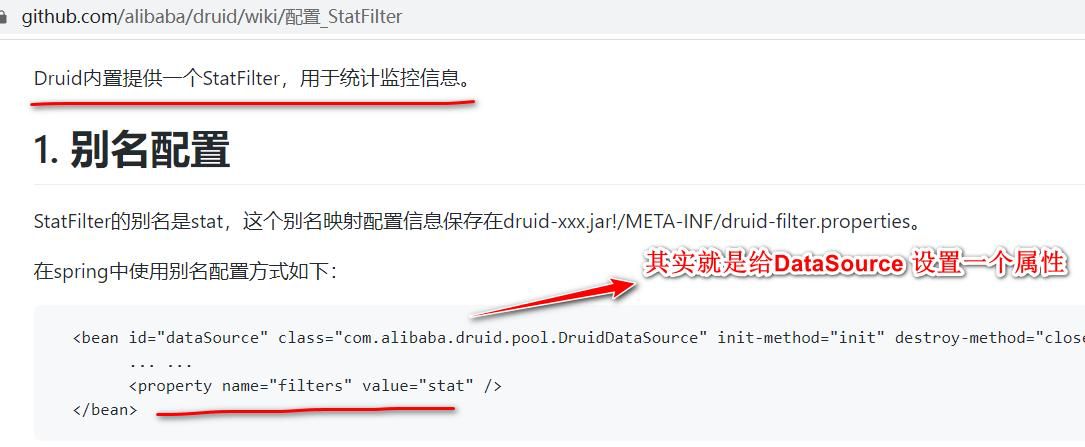 github.com/alibaba/druid/wiki/配置_StatFilter
Druid内置提供一个StatFilter，用于统计监控信息。
1. 别名配置
StatFilter的别名是stat，这个别名映射配置信息保存在druid-xxx.jar!/META-INF/druid-filter.properties。
其实就是给DataSource 设置一个属性
在spring中使用别名配置方式如下：
<bean id="dataSource" class="com.alibaba.druid.pool.DruidDataSource" init-method="init" destroy-method="close
... ...
<property name="filters" value="stat" />
</bean>